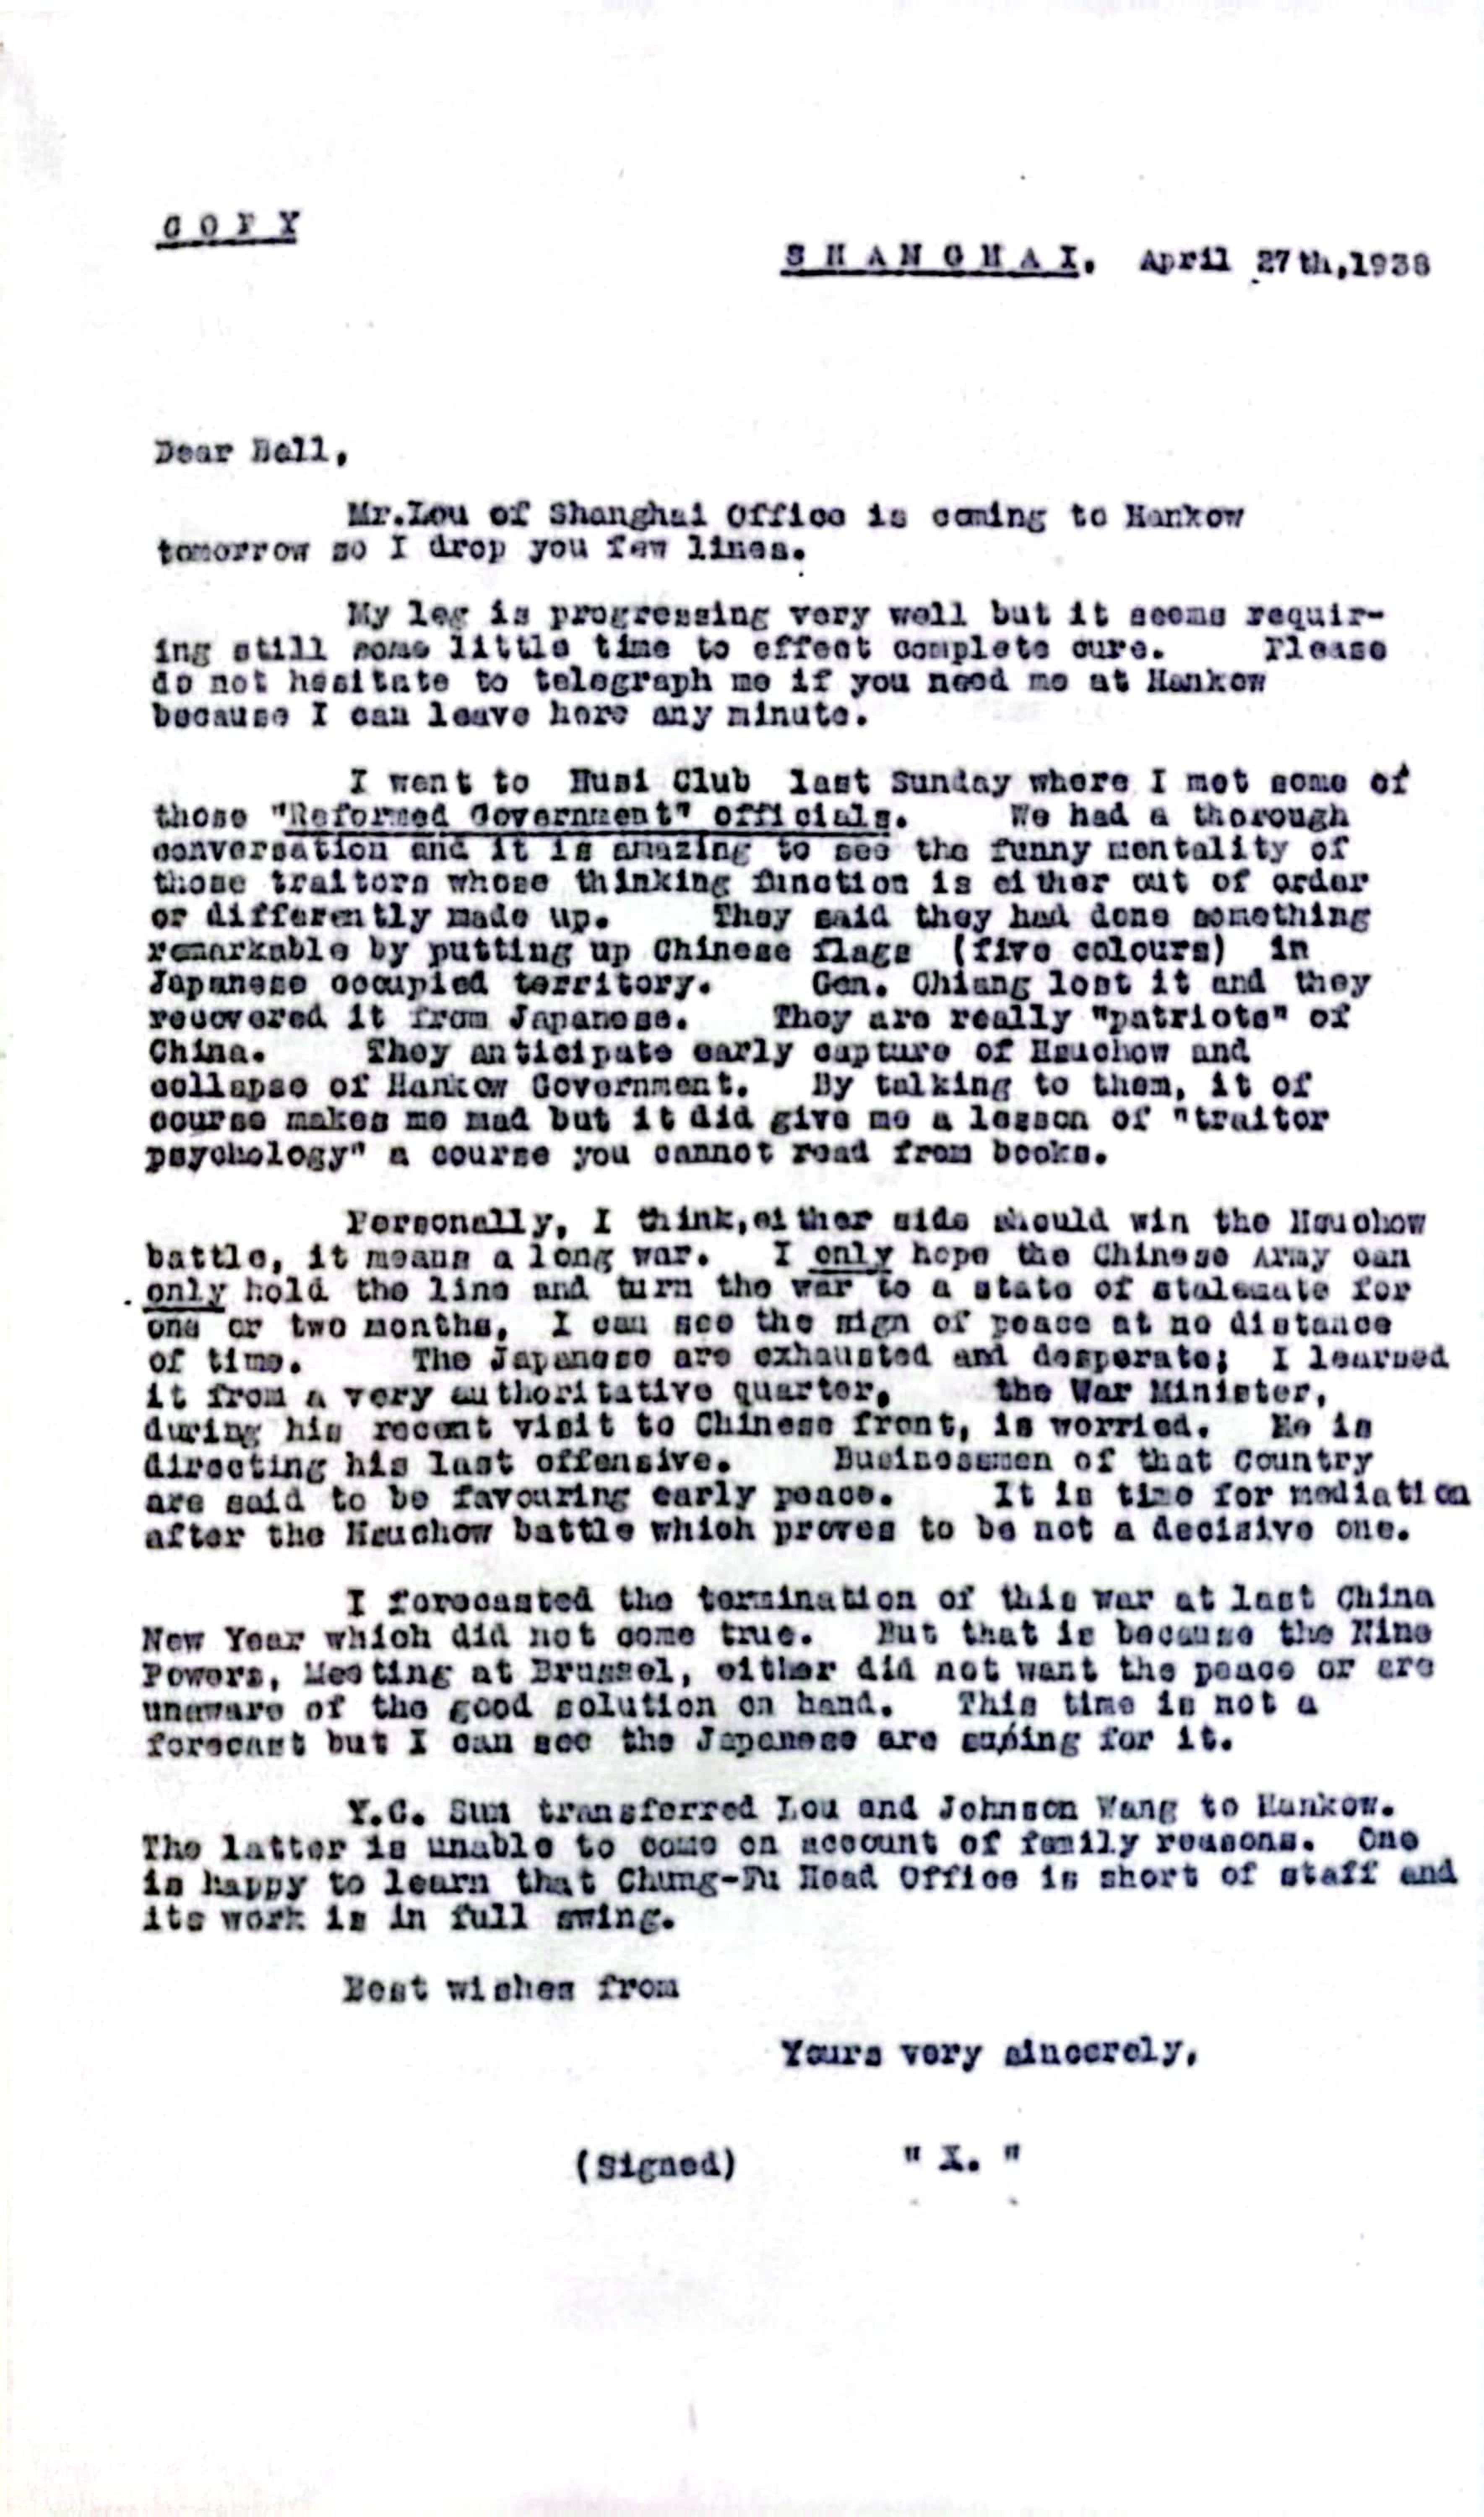 COPY
SHANGHAI. April 27th,1938
Dear Bell,
Mr.Lou of Shanghai Office is coming to Hankow
tomorrow so I drop you few lines.
My leg is progressing very well but it seems requir-
ing still some little time to effect complete cure. Please
do not hesitate to telegraph me if you need me at Hankow
because I can leave here any minute.
I went to Husi Club last Sunday where I met some of
those "Reformed Government" officials. We had a thorough
conversation and it is amazing to see the funny mentality of
those traitors whose thinking function is either out of order
or differently made up. They said they had done something
remarkable by putting up Chinese flags (five colours) in
Japanese occupied territory. Gen. Chiang lost it and they
recovered it from Japanese. They are really "patriots" of
China. They anticipate early capture of Hsuchow and
collapse of Hankow Government. By talking to them, it of
course makes me mad but it did give me a lesson of "traitor
psychology" a course you cannot read from books.
Personally, I think,either side should win the Hsuchow
battle, it means a long war. I only hope the Chinese Army can
only hold the line and turn the war to a state of stalemate for
one or two months, I can see the sign of peace at no distance
of time. The Japanese are exhausted and desperate; I learned
it from a very authoritative quarter, the War Minister,
during his recent visit to Chinese front, is worried. He is
directing his last offensive. Businessmen of that Country
are said to be favouring early peace. It is time for mediation
after the Hsuchow battle which proves to be not a decisive one.
I forecasted the termination of this war at last China
New Year which did not come true. But that is because the Nine
Powers, Meeting at Brussel, either did not want the peace or are
unaware of the good solution on hand. This time is not a
forecast but I can see the Japanese are suing for it.
Y.C. Sun transferred Lou and Johnson Wang to Hankow.
The latter is unable to come on account of family reasons. One
is happy to learn that Chung-Fu Head Office is short of staff and
its work is in full swing.
Best wishes from
Yours very sincerely,
(Signed) " X. "